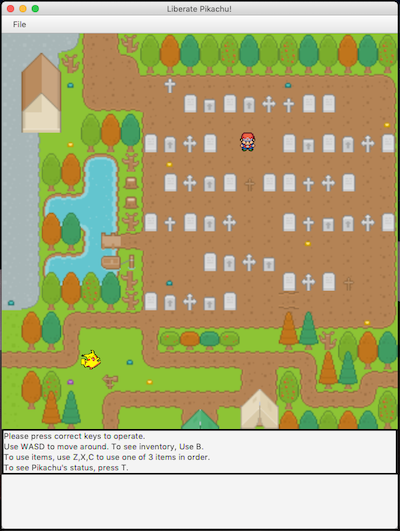 Liberate Pikachu!
File
Please press correct keys to operate.
Use WASD to move around. To see inventory, Use B.
To use items, use Z,X,C to use one of 3 items in order.
To see Pikachu's status, press T.